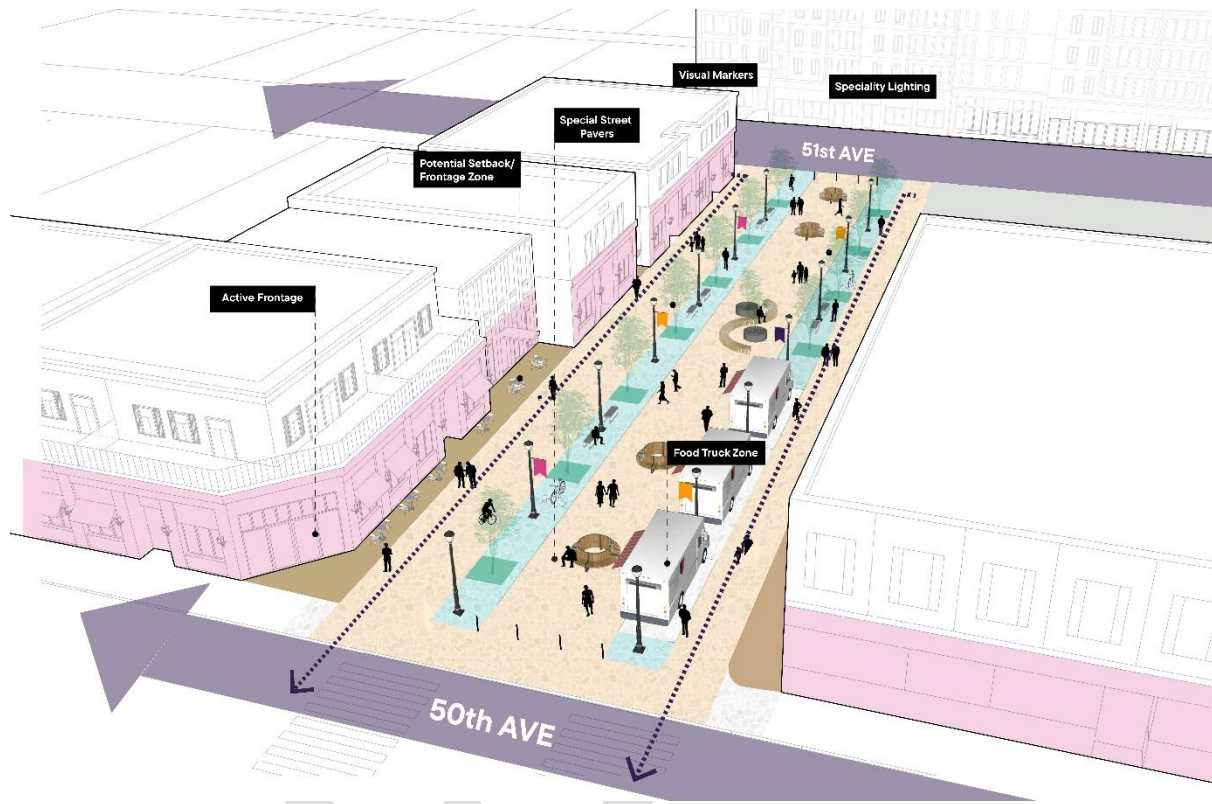 Visual Markers
Speciality Lighting
Special Street
Pavers
51st AVE
Potential Setback/
Frontage Zone
Active Frontage
Food Truck Zone
50th AVE